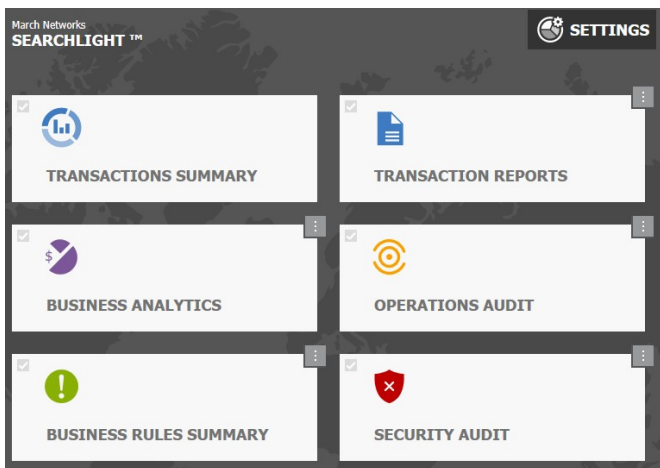 March Networks
SEARCHLIGHT ™
SETTINGS
TRANSACTIONS SUMMARY
TRANSACTION REPORTS
$
BUSINESS ANALYTICS
OPERATIONS AUDIT
BUSINESS RULES SUMMARY
SECURITY AUDIT